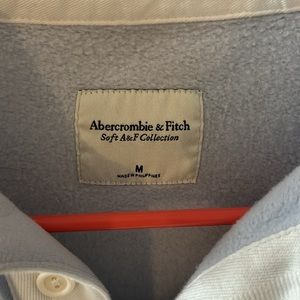 Abercrombie & Fitch
Soft A&F Collection
M
MADE IN PHILIPPINES